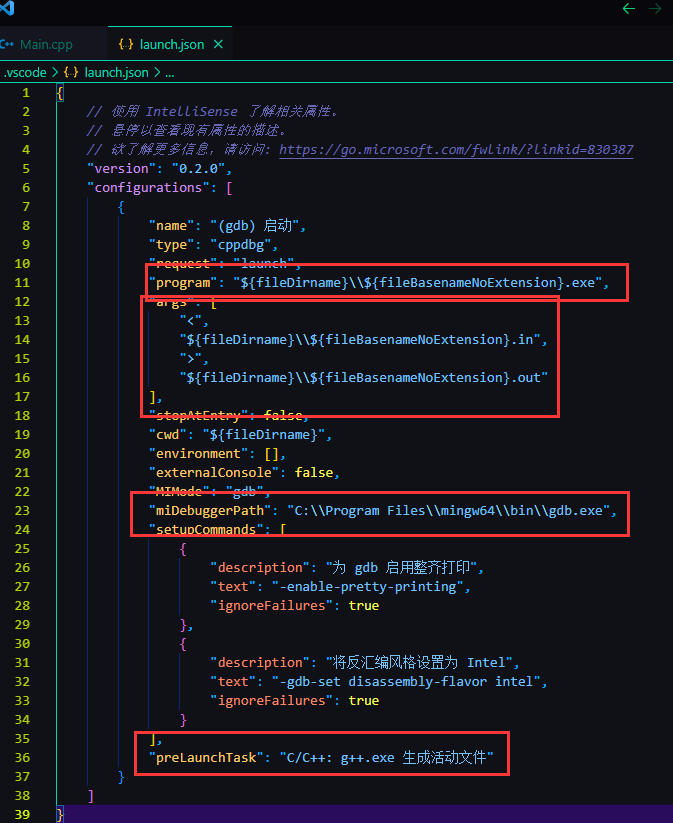 Main.cpp
{..} launch.json ×
.vscode > {..} launch.json > ...
1 {
2 // 使用 IntelliSense 了解相关属性。
3 // 悬停以查看现有属性的描述。
4 // 欲了解更多信息，请访问: https://go.microsoft.com/fwlink/?linkid=830387
5 "version": "0.2.0",
6 "configurations": [
7 {
8 "name": "(gdb) 启动",
9 "type": "cppdbg",
10 "request": "launch",
11 "program": "${fileDirname}\\${fileBasenameNoExtension}.exe",
12 "args": [
13 "<",
14 "${fileDirname}\\${fileBasenameNoExtension}.in",
15 ">",
16 "${fileDirname}\\${fileBasenameNoExtension}.out"
17 ],
18 "stopAtEntry": false,
19 "cwd": "${fileDirname}",
20 "environment": [],
21 "externalConsole": false,
22 "MIMode": "gdb",
23 "miDebuggerPath": "C:\\Program Files\\mingw64\\bin\\gdb.exe",
24 "setupCommands": [
25 {
26 "description": "为 gdb 启用整齐打印",
27 "text": "-enable-pretty-printing",
28 "ignoreFailures": true
29 },
30 {
31 "description": "将反汇编风格设置为 Intel",
32 "text": "-gdb-set disassembly-flavor intel",
33 "ignoreFailures": true
34 }
35 ],
36 "preLaunchTask": "C/C++: g++.exe 生成活动文件"
37 }
38 ]
39 }